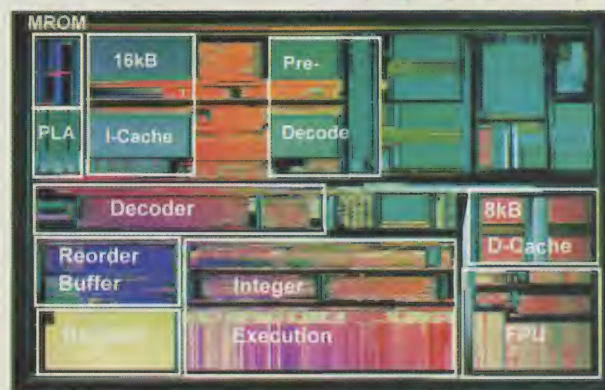 MROM
16kB
I-Cache
Pre-
Decode
PLA
Decoder
8kB
D-Cache
Reorder
Buffer
Integer
Execution
FPU